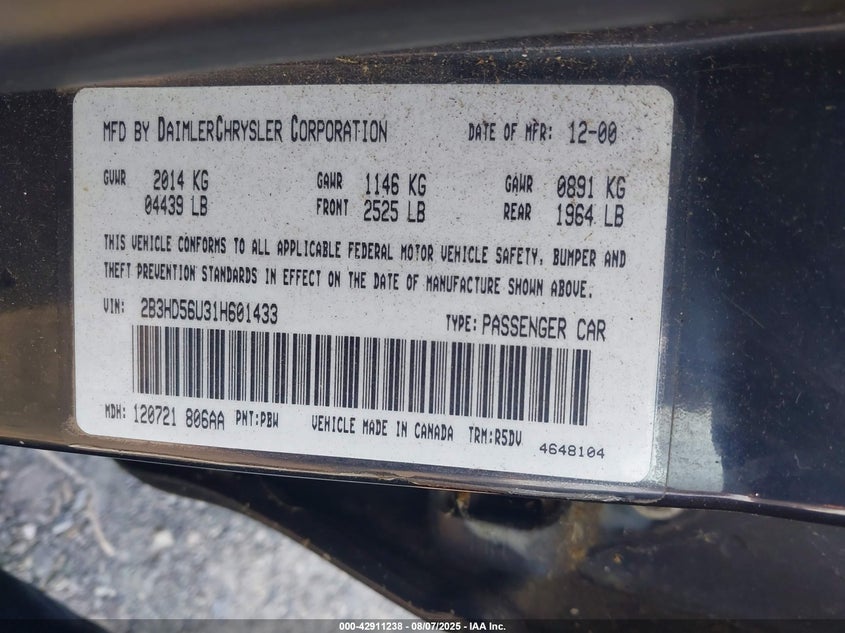 MFD BY DAIMLERCHRYSLER CORPORATION DATE OF MFR: 12-00
GVWR 2014 KG GAWR 1146 KG GAWR 0891 KG
04439 LB FRONT 2525 LB REAR 1964 LB
THIS VEHICLE CONFORMS TO ALL APPLICABLE FEDERAL MOTOR VEHICLE SAFETY, BUMPER AND
THEFT PREVENTION STANDARDS IN EFFECT ON THE DATE OF MANUFACTURE SHOWN ABOVE.
VIN: 2B3HD56U31H601433 TYPE: PASSENGER CAR
MDH: 120721 806AA PNT:PBW VEHICLE MADE IN CANADA TRM:R5DV 4648104
000-42911238 - 08/07/2025 - IAA Inc.